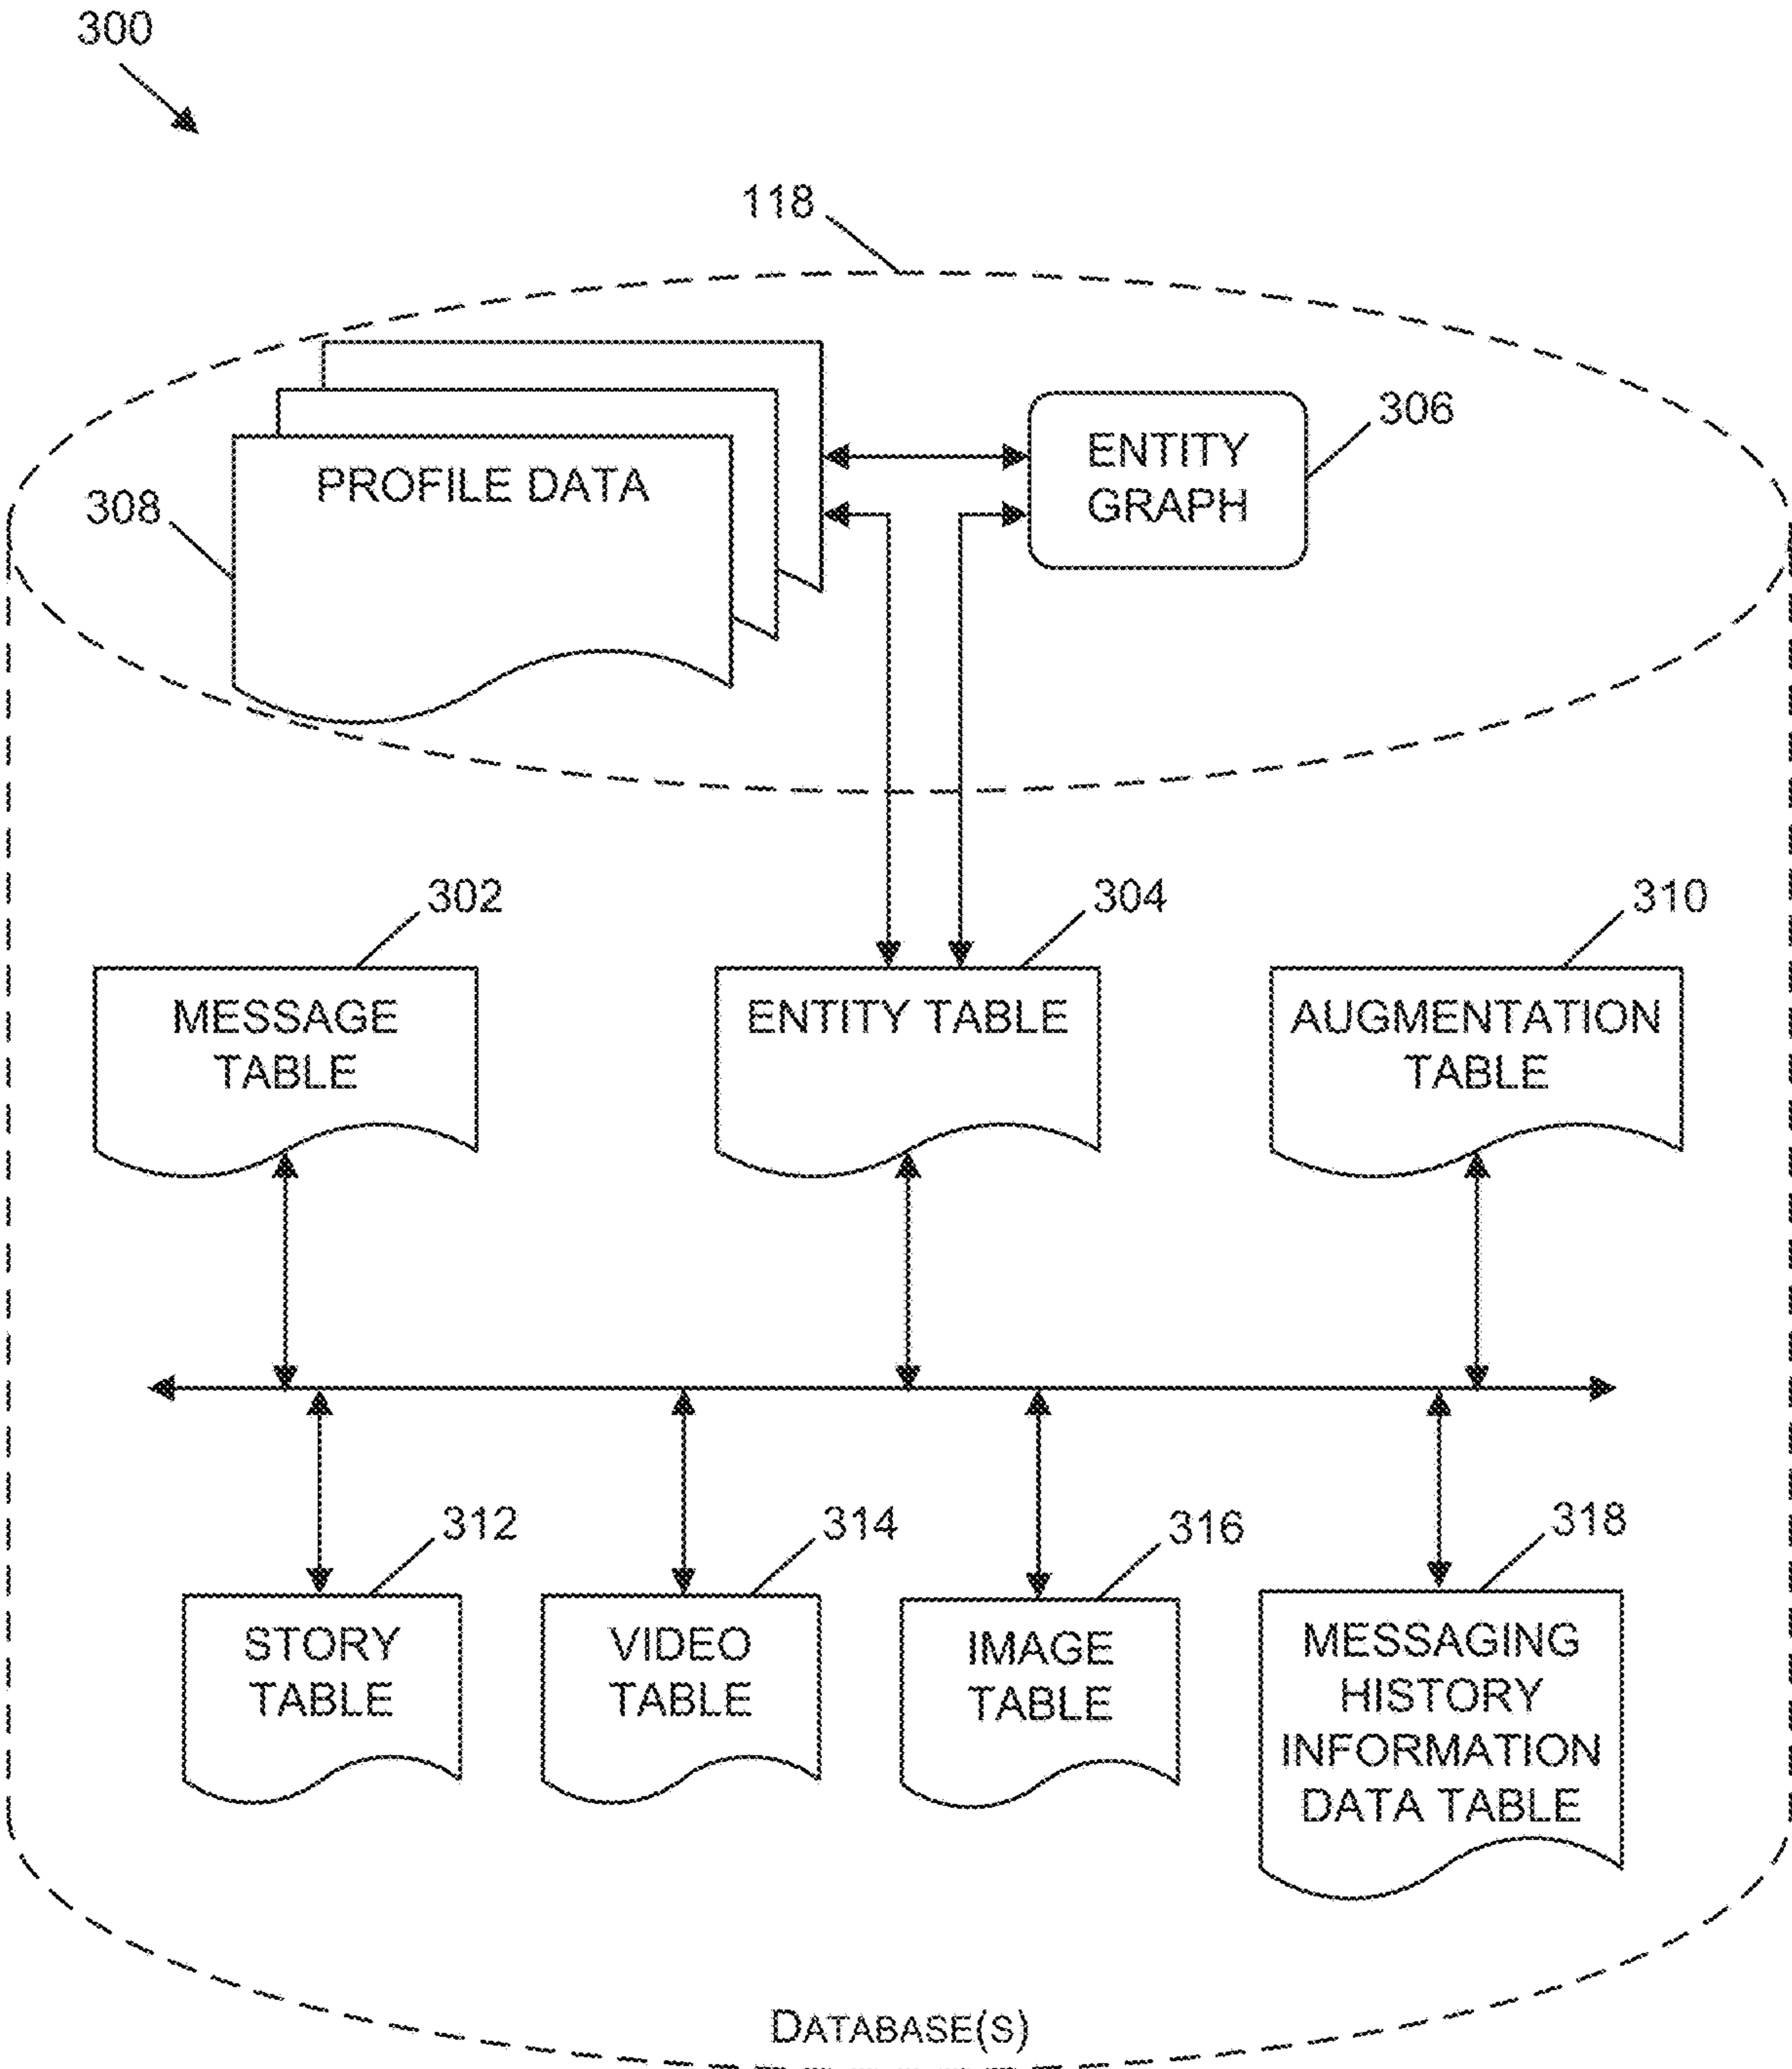 300
118
306
ENTITY
GRAPH
PROFILE DATA
308
302
304
310
MESSAGE
TABLE
ENTITY TABLE
AUGMENTATION
TABLE
312
314
316
318
STORY
TABLE
VIDEO
TABLE
IMAGE
TABLE
MESSAGING
HISTORY
INFORMATION
DATA TABLE
DATABASE(S)